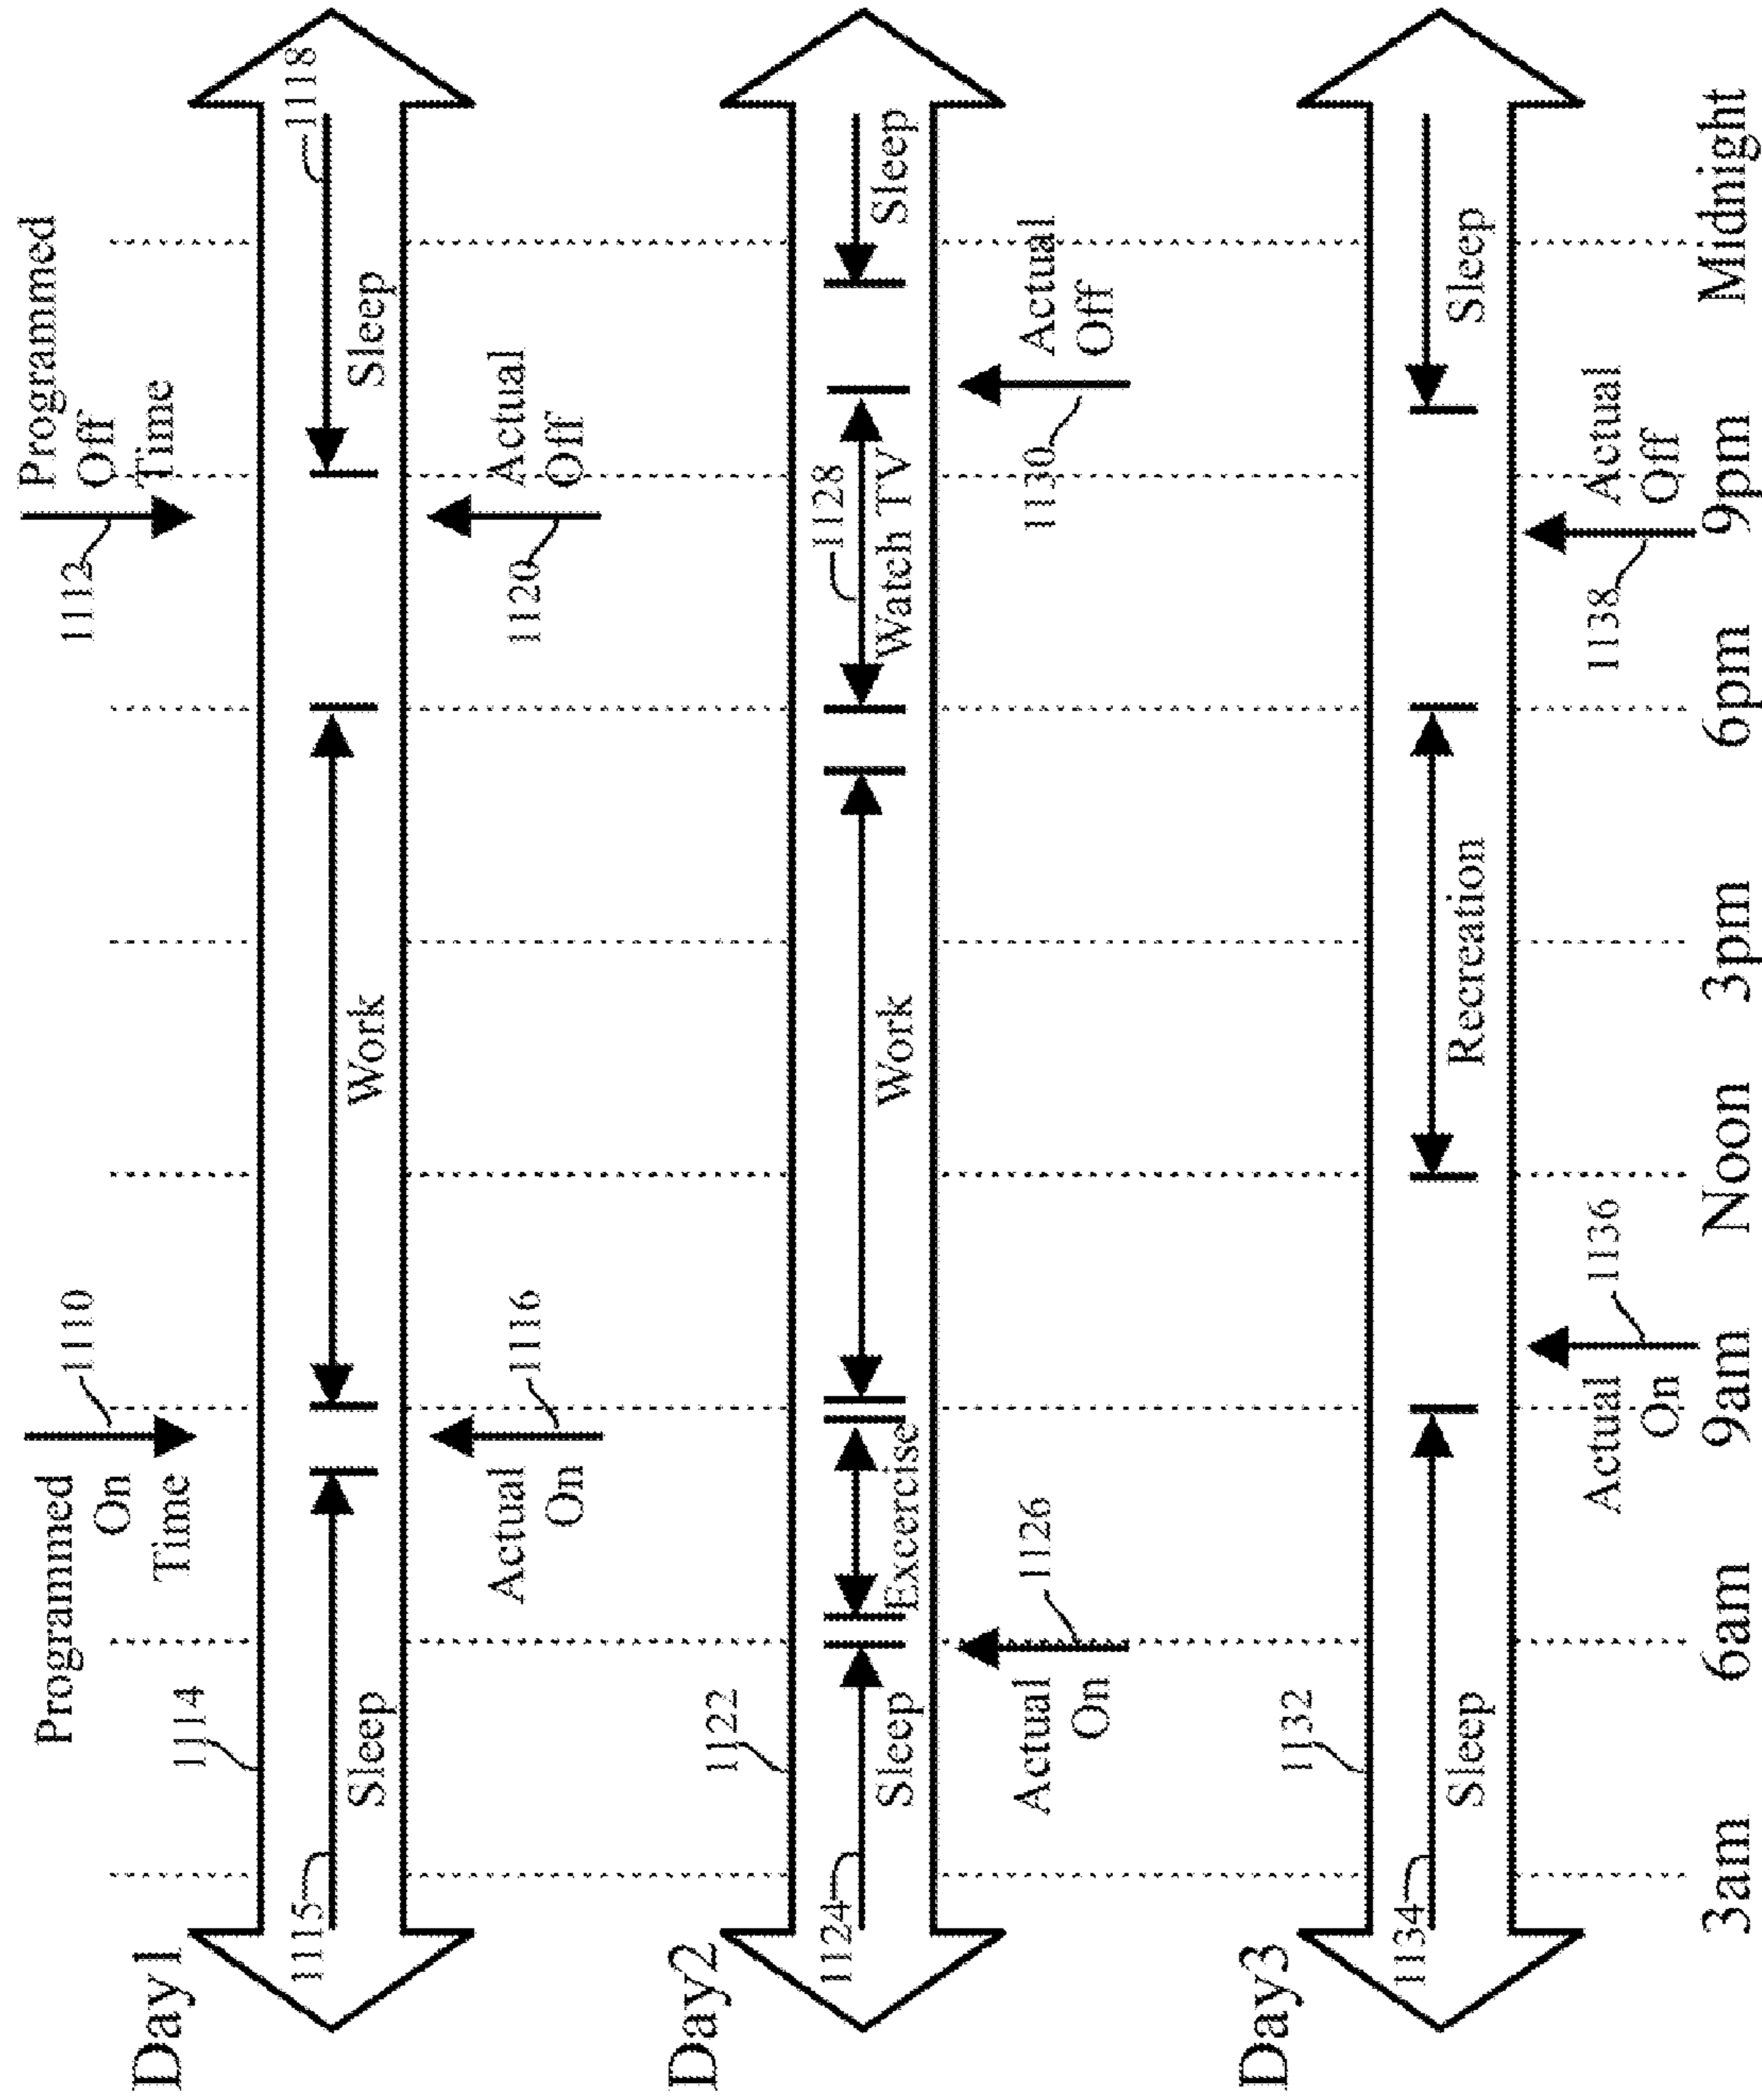 Programmed
On
Time
1110
1112
Programmed
Off
Time
Day1
1114
1115
Sleep
Work
Sleep
1118
Actual
On
1116
1120
Actual
Off
Day2
1122
1124
Sleep
Excercise
Work
1128
Watch TV
Sleep
Actual
On
1126
1130
Actual
Off
Day3
1132
1134
Sleep
Recreation
Sleep
Actual
On
1136
1138
Actual
Off
3am 6am 9am Noon 3pm 6pm 9pm Midnight